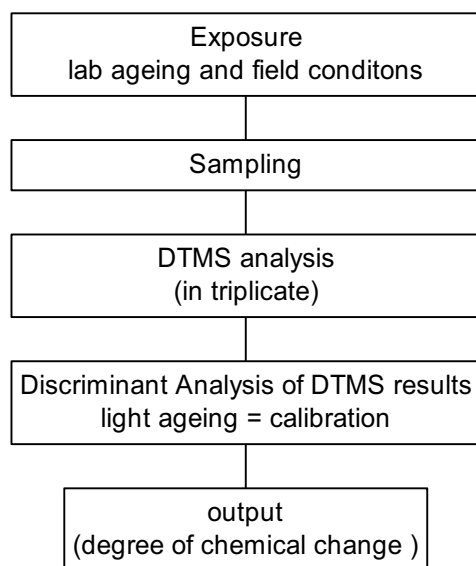 Exposure
lab ageing and field conditons
Sampling
DTMS analysis
(in triplicate)
Discriminant Analysis of DTMS results
light ageing = calibration
output
(degree of chemical change )